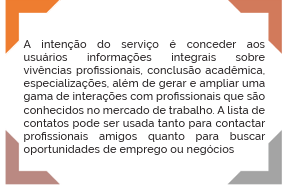 A intenção do serviço é conceder aos
usuários informações integrais sobre
vivências profissionais, conclusão acadêmica,
especializações, além de gerar e ampliar uma
gama de interações com profissionais que são
conhecidos no mercado de trabalho. A lista de
contatos pode ser usada tanto para contactar
profissionais amigos quanto para buscar
oportunidades de emprego ou negócios